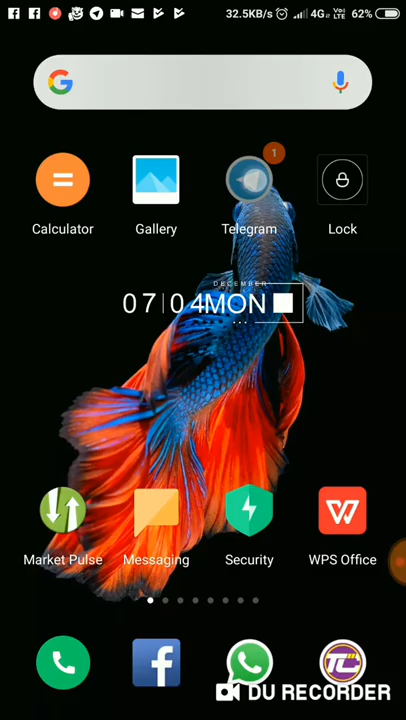 32.5KB/s 4G VoLTE 62%
1
Calculator Gallery Telegram Lock
DECEMBER
07|04MON
Market Pulse Messaging Security WPS Office
DU RECORDER